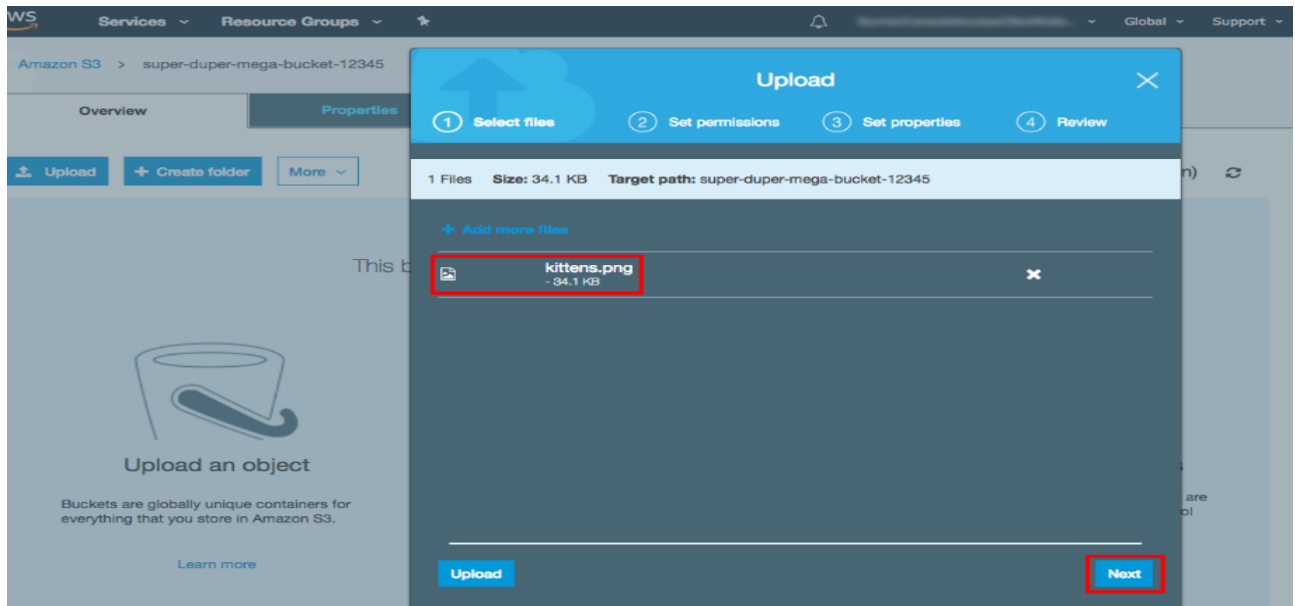 WS Services Resource Groups Global Support
Amazon S3 > super-duper-mega-bucket-12345
Overview Properties
Upload + Create folder More
This b
Upload an object
Buckets are globally unique containers for
everything that you store in Amazon S3.
Learn more
Upload
1 Select files 2 Set permissions 3 Set properties 4 Review
1 Files Size: 34.1 KB Target path: super-duper-mega-bucket-12345
+ Add more files
kittens.png
- 34.1 KB
Upload Next
n)
s
are
ol